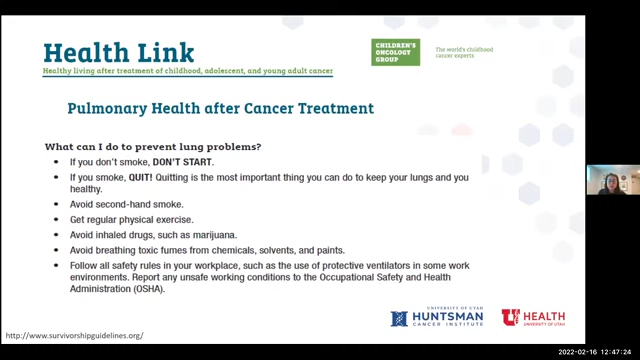 Health Link
Healthy living after treatment of childhood, adolescent, and young adult cancer
CHILDREN'S
ONCOLOGY
GROUP
The world's childhood
cancer experts
Pulmonary Health after Cancer Treatment
What can I do to prevent lung problems?
• If you don't smoke, DON'T START.
• If you smoke, QUIT! Quitting is the most important thing you can do to keep your lungs and you
healthy.
• Avoid second-hand smoke.
• Get regular physical exercise.
• Avoid inhaled drugs, such as marijuana.
• Avoid breathing toxic fumes from chemicals, solvents, and paints.
• Follow all safety rules in your workplace, such as the use of protective ventilators in some work
environments. Report any unsafe working conditions to the Occupational Safety and Health
Administration (OSHA).
UNIVERSITY OF UTAH
HUNTSMAN
CANCER INSTITUTE
U HEALTH
UNIVERSITY OF UTAH
http://www.survivorshipguidelines.org/
2022-02-16 12:47:24